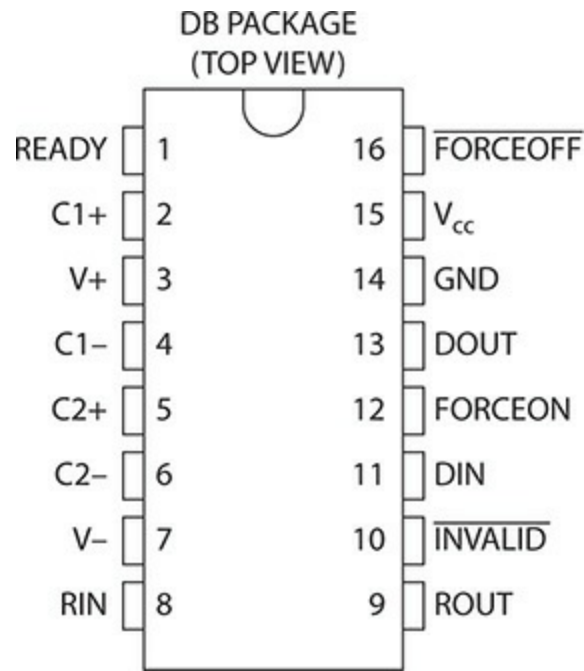 DB PACKAGE
(TOP VIEW)
READY 1 16 FORCEOFF
C1+ 2 15 Vcc
V+ 3 14 GND
C1− 4 13 DOUT
C2+ 5 12 FORCEON
C2− 6 11 DIN
V− 7 10 INVALID
RIN 8 9 ROUT